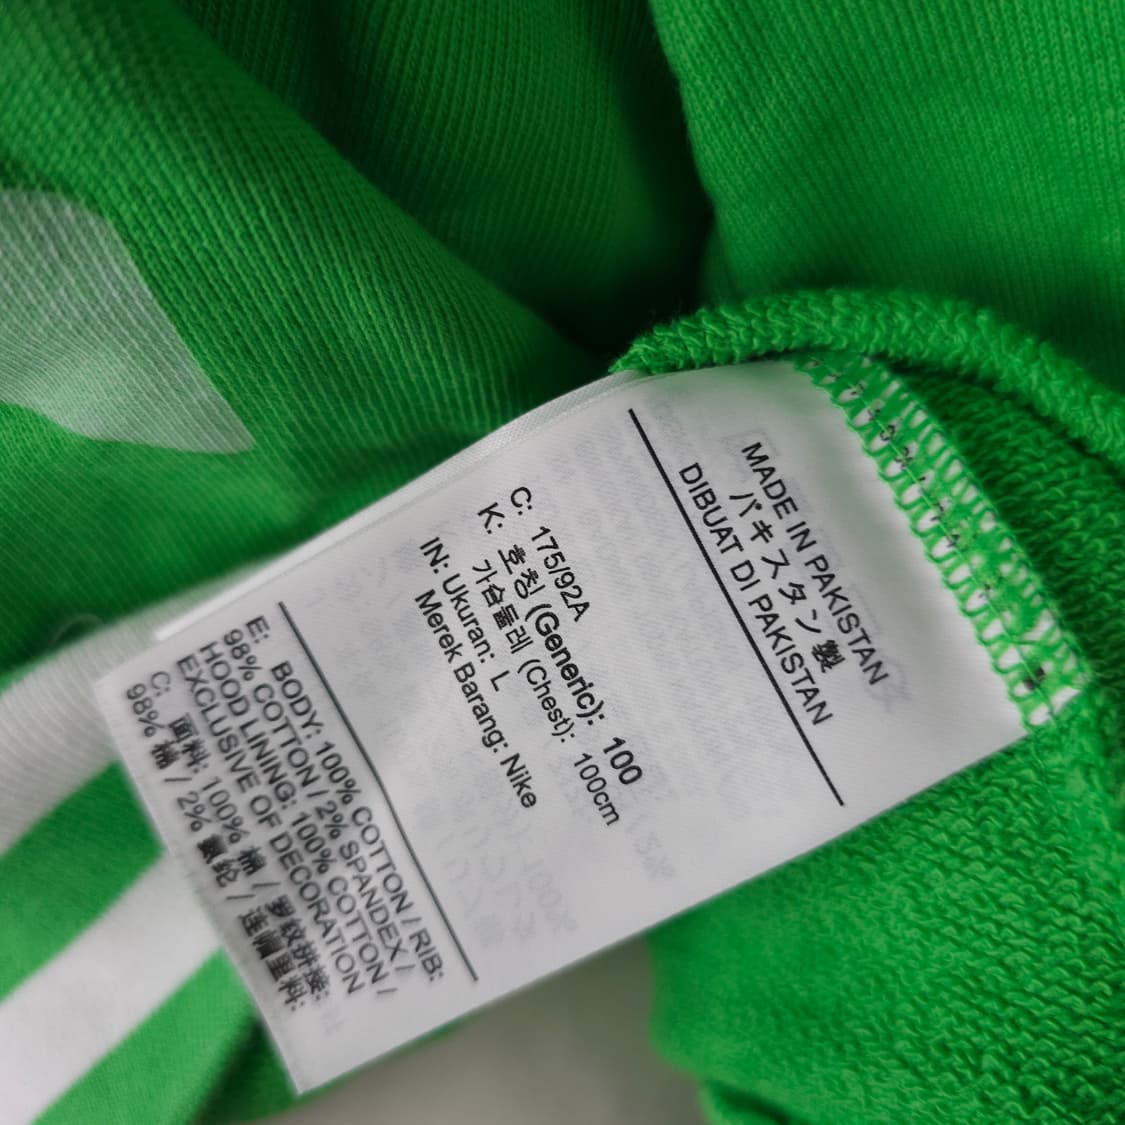 MADE IN PAKISTAN
パキスタン製
DIBUAT DI PAKISTAN
C: 175/92A
K: 호칭 (Generic): 100
가슴둘레 (Chest): 100cm
IN: Ukuran: L
Merek Barang: Nike
E: BODY: 100% COTTON / RIB:
98% COTTON / 2% SPANDEX /
HOOD LINING: 100% COTTON /
EXCLUSIVE OF DECORATION
C: 面料: 100% 棉 / 罗纹拼接:
98% 棉 / 2% 氨纶 / 连帽里料: